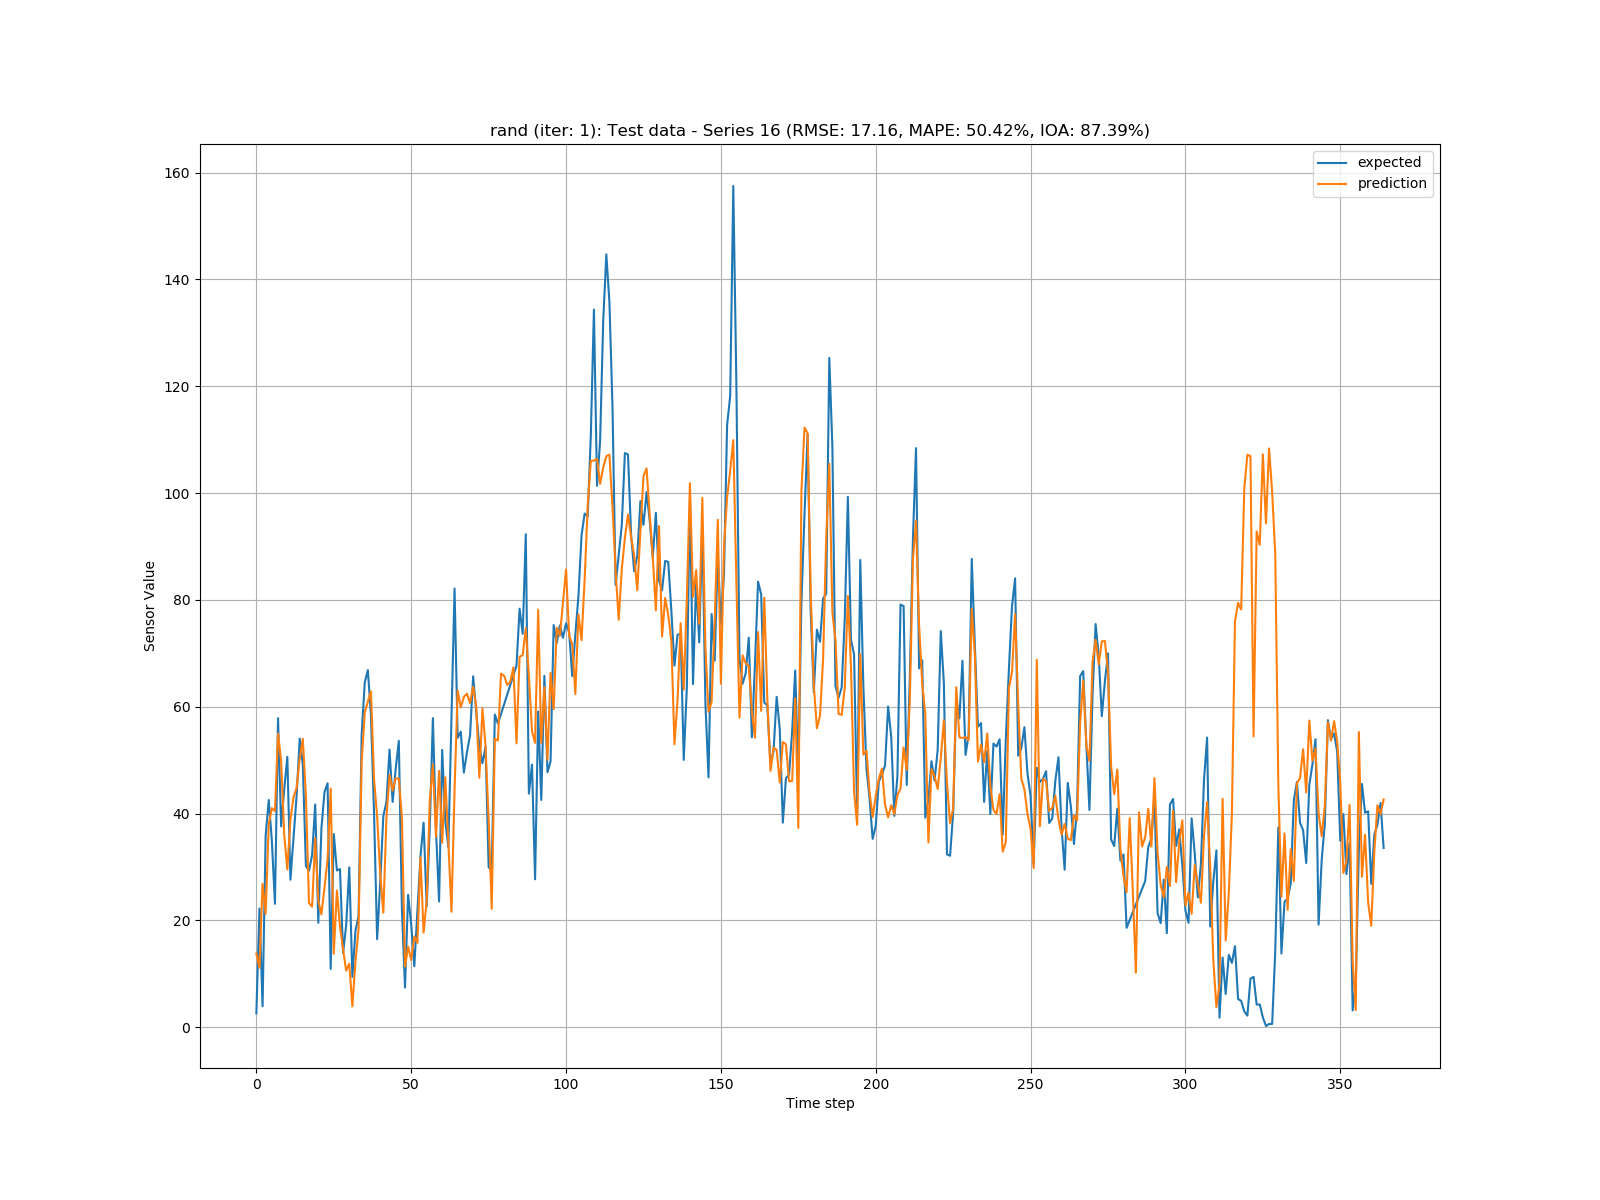 rand (iter: 1): Test data - Series 16 (RMSE: 17.16, MAPE: 50.42%, IOA: 87.39%)
expected
prediction
160
140
120
100
80
60
40
20
0
Sensor Value
0 50 100 150 200 250 300 350
Time step